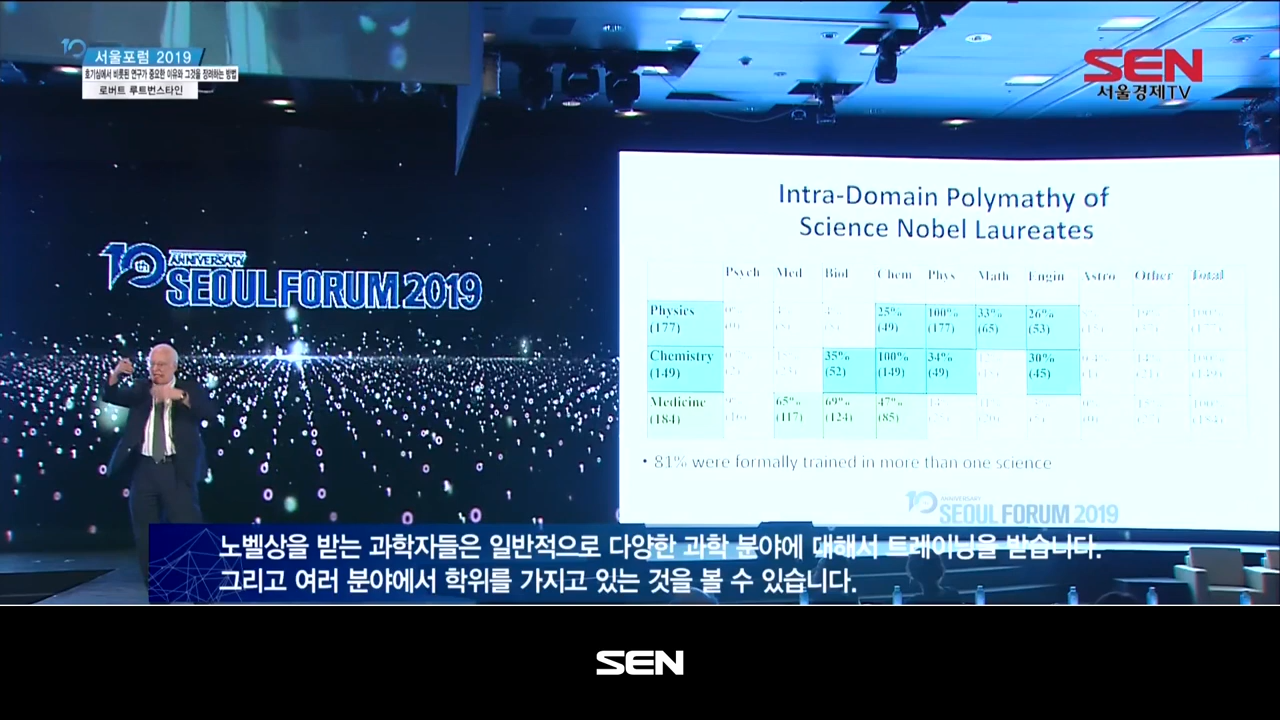 10 서울포럼 2019
호기심에서 비롯된 연구가 중요한 이유와 그것을 장려하는 방법
로버트 루트번스타인
SEN
서울경제TV
10th ANNIVERSARY
SEOUL FORUM 2019
Intra-Domain Polymathy of
Science Nobel Laureates
Psych Med Biol Chem Phys Math Engin Astro Other Total
Physics 25% 100% 33% 26%
(177) (49) (177) (65) (53)
Chemistry 35% 100% 34% 30%
(149) (52) (149) (49) (45)
Medicine 65% 69% 47%
(184) (117) (124) (85)
• 81% were formally trained in more than one science
10 ANNIVERSARY
SEOUL FORUM 2019
노벨상을 받는 과학자들은 일반적으로 다양한 과학 분야에 대해서 트레이닝을 받습니다.
그리고 여러 분야에서 학위를 가지고 있는 것을 볼 수 있습니다.
SEN